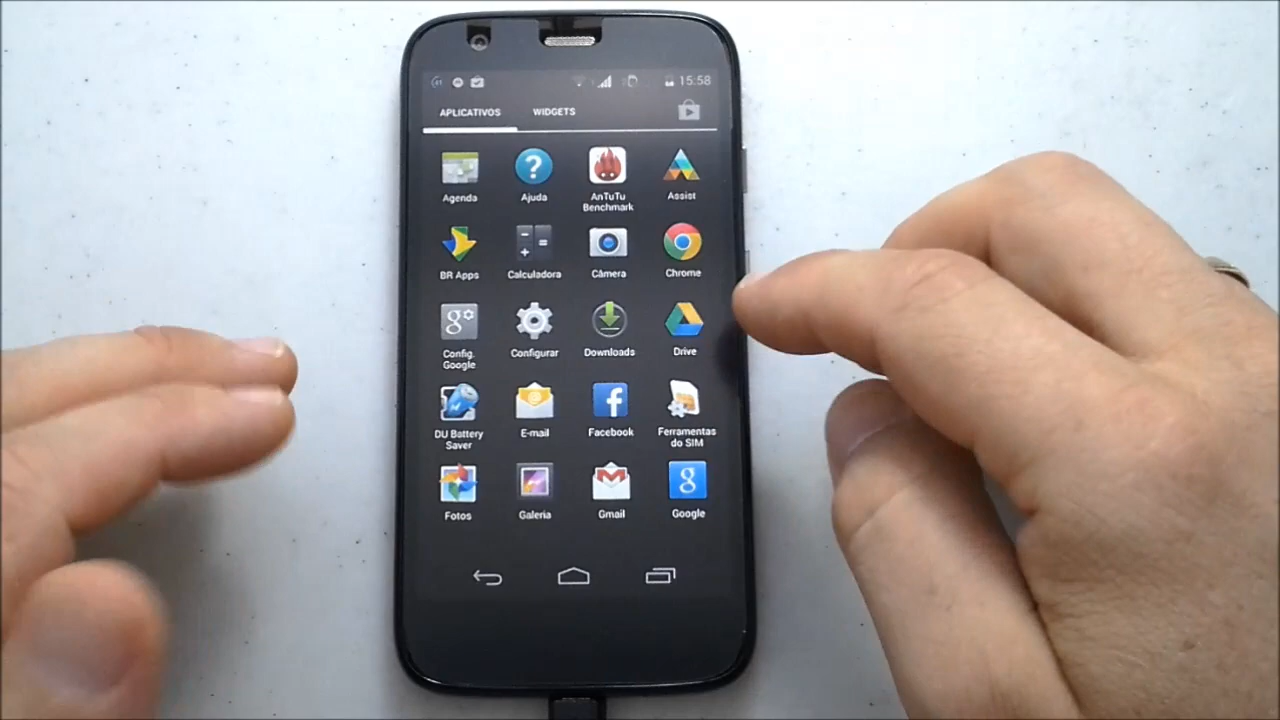 15:58
APLICATIVOS WIDGETS
Agenda Ajuda AnTuTu Benchmark Assist
BR Apps Calculadora Câmera Chrome
Config. Google Configurar Downloads Drive
DU Battery Saver E-mail Facebook Ferramentas do SIM
Fotos Galeria Gmail Google